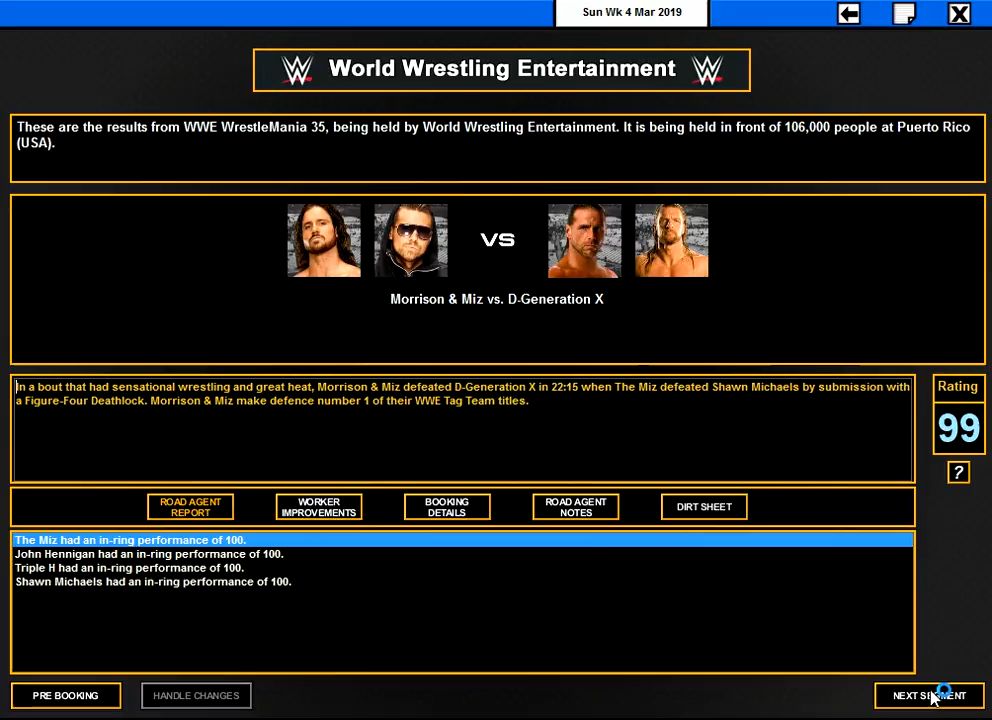 Sun Wk 4 Mar 2019
World Wrestling Entertainment
These are the results from WWE WrestleMania 35, being held by World Wrestling Entertainment. It is being held in front of 106,000 people at Puerto Rico
(USA).
VS
Morrison & Miz vs. D-Generation X
In a bout that had sensational wrestling and great heat, Morrison & Miz defeated D-Generation X in 22:15 when The Miz defeated Shawn Michaels by submission with
a Figure-Four Deathlock. Morrison & Miz make defence number 1 of their WWE Tag Team titles.
Rating
99
?
ROAD AGENT
REPORT
WORKER
IMPROVEMENTS
BOOKING
DETAILS
ROAD AGENT
NOTES
DIRT SHEET
The Miz had an in-ring performance of 100.
John Hennigan had an in-ring performance of 100.
Triple H had an in-ring performance of 100.
Shawn Michaels had an in-ring performance of 100.
PRE BOOKING
HANDLE CHANGES
NEXT SEGMENT